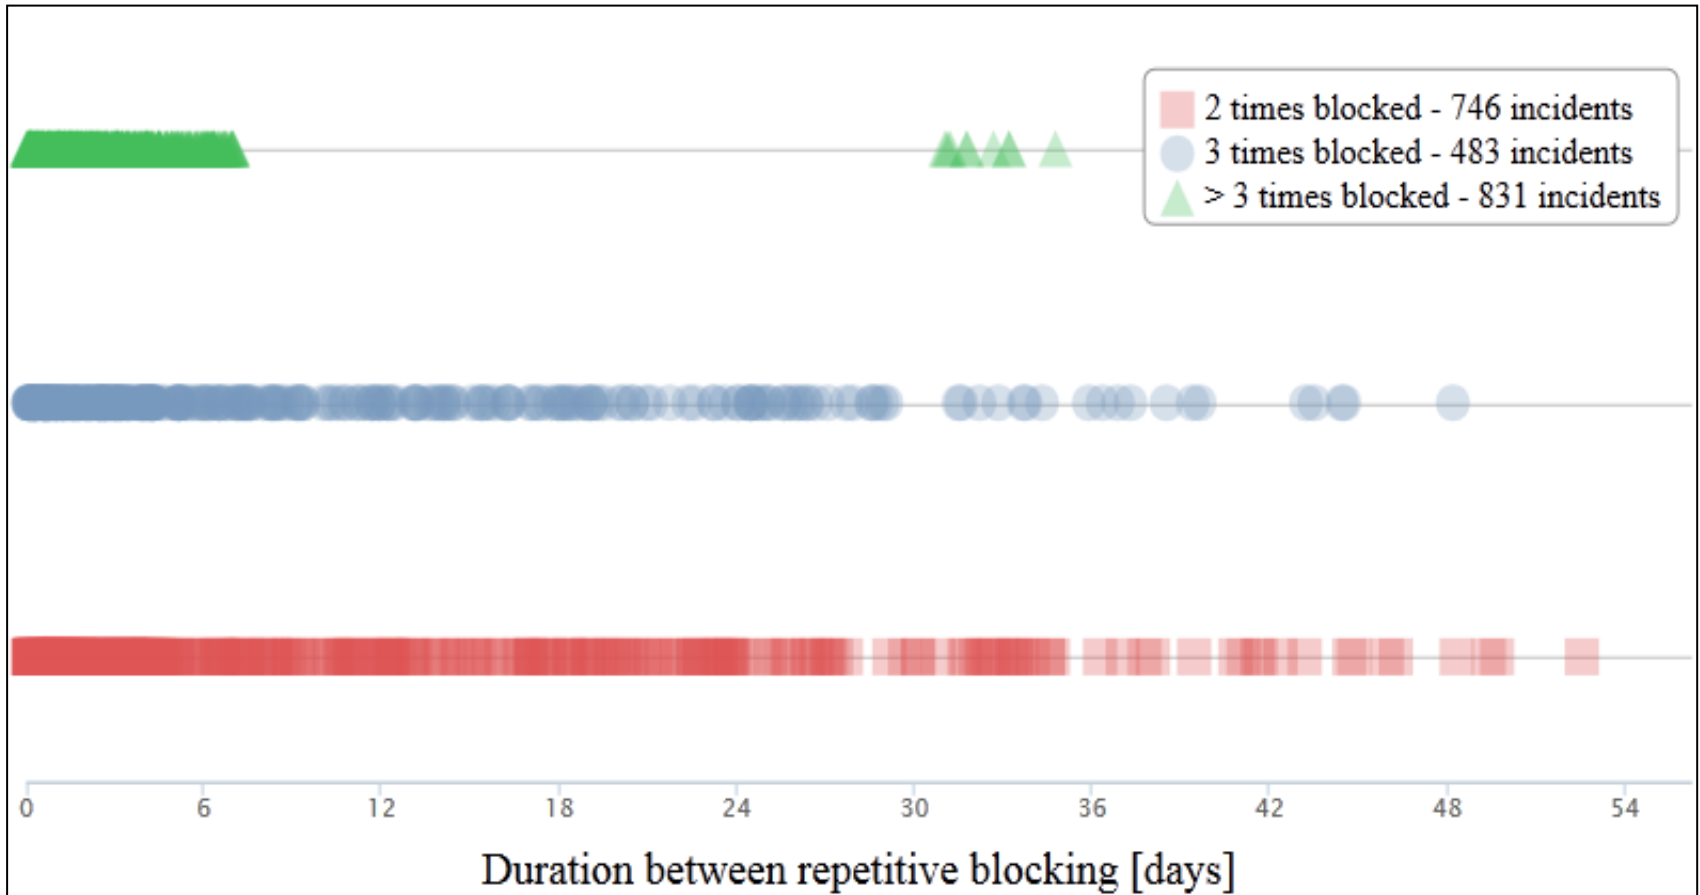 2 times blocked - 746 incidents
3 times blocked - 483 incidents
> 3 times blocked - 831 incidents
0 6 12 18 24 30 36 42 48 54
Duration between repetitive blocking [days]